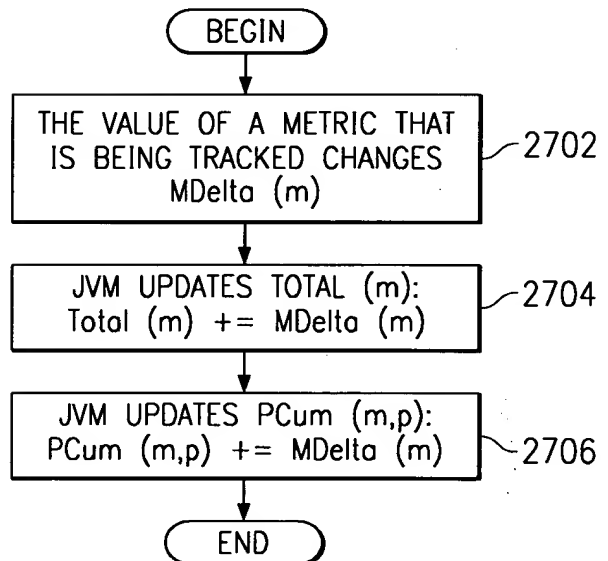 BEGIN
THE VALUE OF A METRIC THAT
IS BEING TRACKED CHANGES
MDelta (m)
2702
JVM UPDATES TOTAL (m):
Total (m) += MDelta (m)
2704
JVM UPDATES PCum (m,p):
PCum (m,p) += MDelta (m)
2706
END